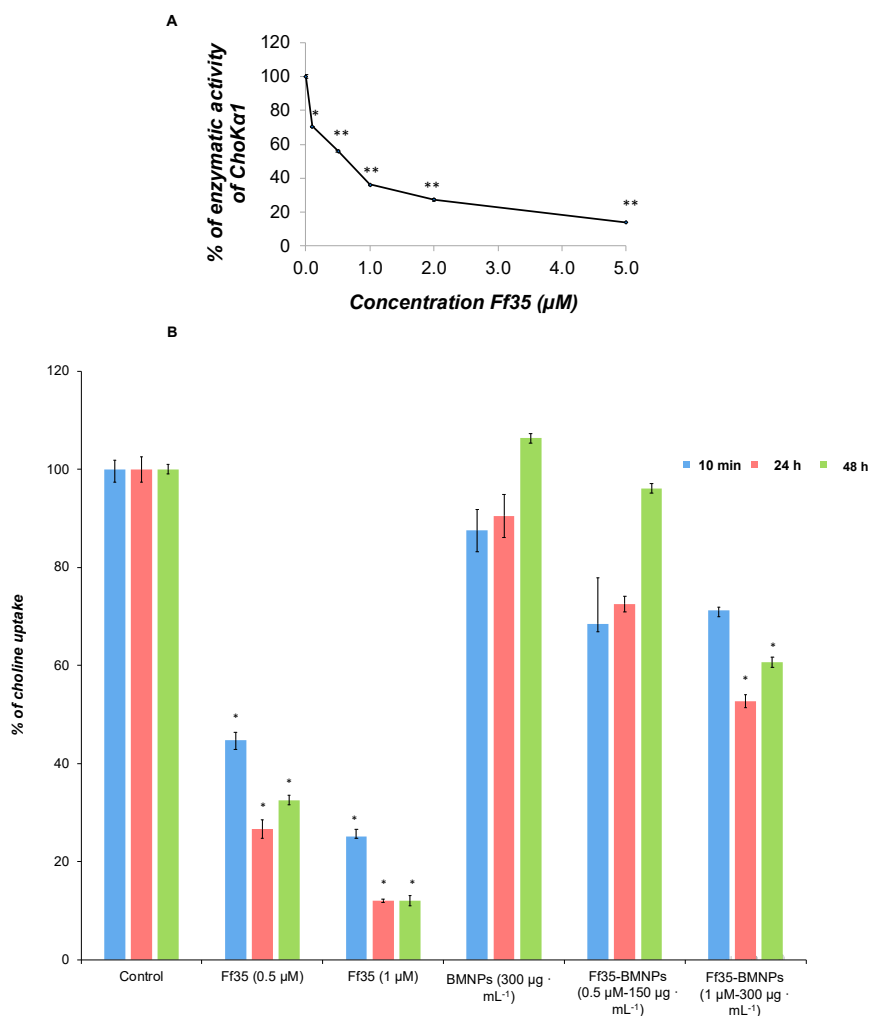 A
% of enzymatic activity
of ChoKα1
120
100
80
60
40
20
0
*
**
**
**
**
0.0
1.0
2.0
3.0
4.0
5.0
Concentration Ff35 (µM)
B
% of choline uptake
120
100
80
60
40
20
0
10 min
24 h
48 h
*
*
*
*
*
*
*
*
Control
Ff35 (0.5 µM)
Ff35 (1 µM)
BMNPs (300 µg ·
mL⁻¹)
Ff35-BMNPs
(0.5 µM-150 µg ·
mL⁻¹)
Ff35-BMNPs
(1 µM-300 µg ·
mL⁻¹)